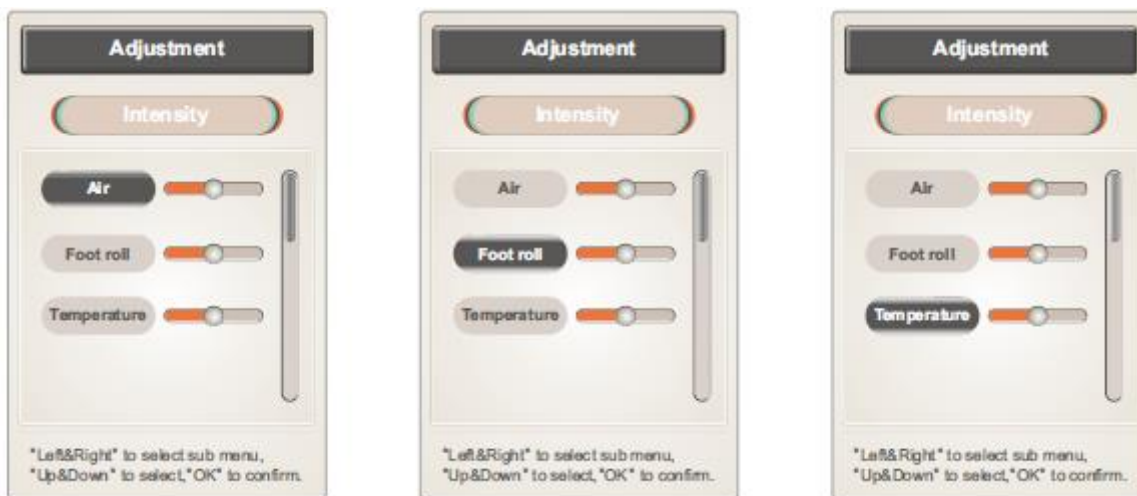 Adjustment
Intensity
Air
Foot roll
Temperature
"Left&Right" to select sub menu,
"Up&Down" to select,"OK" to confirm.
Adjustment
Intensity
Air
Foot roll
Temperature
"Left&Right" to select sub menu,
"Up&Down" to select,"OK" to confirm.
Adjustment
Intensity
Air
Foot roll
Temperature
"Left&Right" to select sub menu,
"Up&Down" to select,"OK" to confirm.